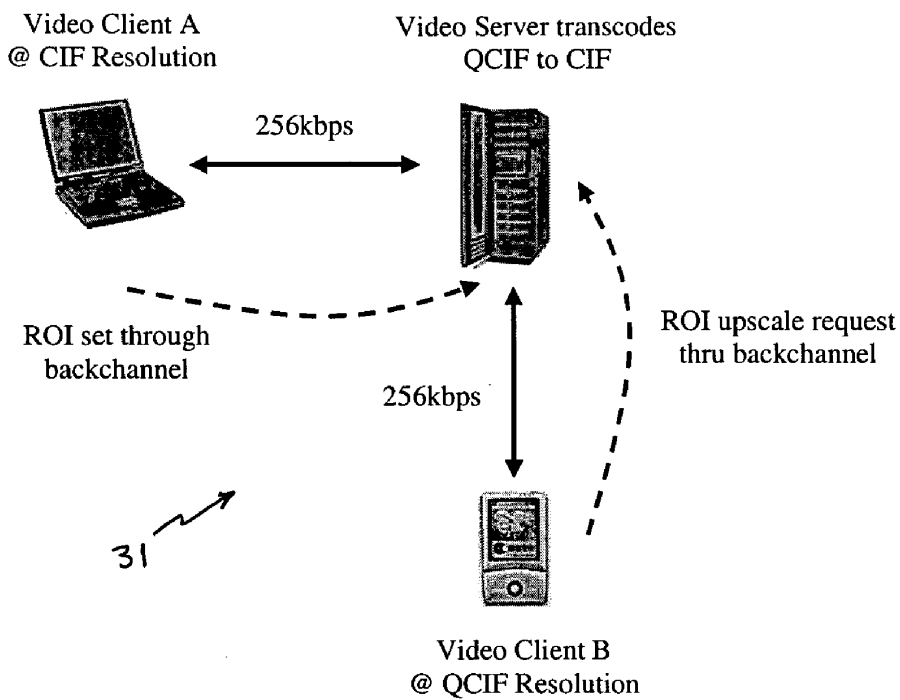 Video Client A
@ CIF Resolution
Video Server transcodes
QCIF to CIF
256kbps
ROI set through
backchannel
ROI upscale request
thru backchannel
256kbps
31
Video Client B
@ QCIF Resolution